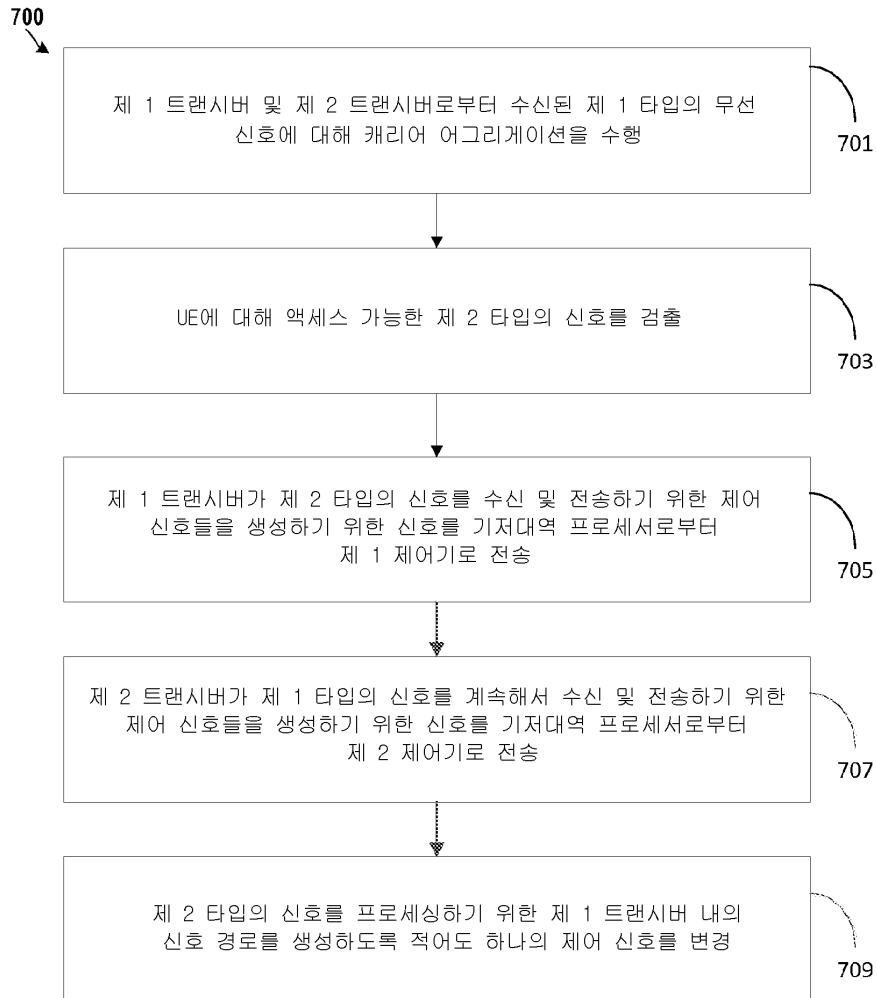 700
제 1 트랜시버 및 제 2 트랜시버로부터 수신된 제 1 타입의 무선
신호에 대해 캐리어 어그리게이션을 수행
701
UE에 대해 액세스 가능한 제 2 타입의 신호를 검출
703
제 1 트랜시버가 제 2 타입의 신호를 수신 및 전송하기 위한 제어
신호들을 생성하기 위한 신호를 기저대역 프로세서로부터
제 1 제어기로 전송
705
제 2 트랜시버가 제 1 타입의 신호를 계속해서 수신 및 전송하기 위한
제어 신호들을 생성하기 위한 신호를 기저대역 프로세서로부터
제 2 제어기로 전송
707
제 2 타입의 신호를 프로세싱하기 위한 제 1 트랜시버 내의
신호 경로를 생성하도록 적어도 하나의 제어 신호를 변경
709